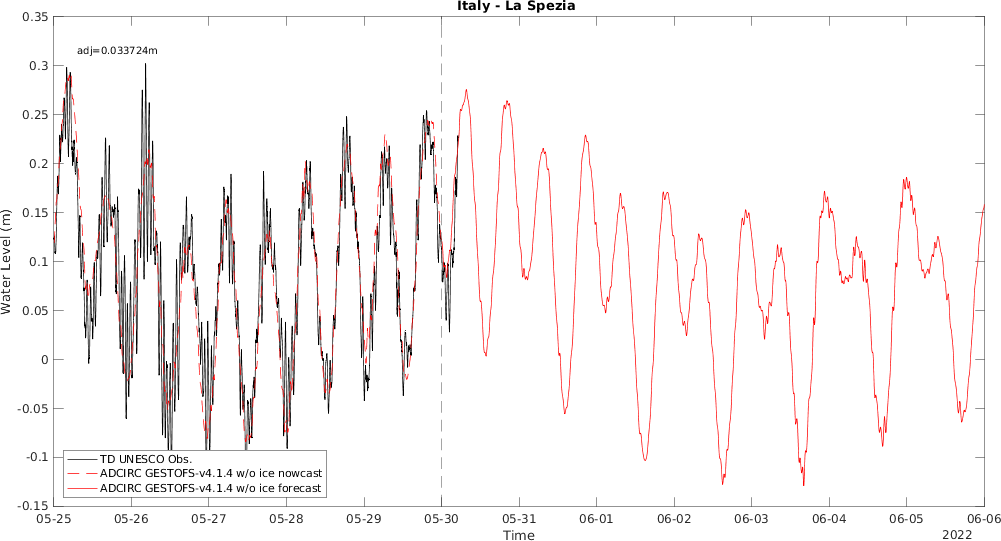 Italy - La Spezia
0.35
adj=0.033724m
0.3
0.25
0.2
0.15
0.1
0.05
0
-0.05
-0.1
-0.15
Water Level (m)
TD UNESCO Obs.
ADCIRC GESTOFS-v4.1.4 w/o ice nowcast
ADCIRC GESTOFS-v4.1.4 w/o ice forecast
05-25 05-26 05-27 05-28 05-29 05-30 05-31 06-01 06-02 06-03 06-04 06-05 06-06
Time
2022